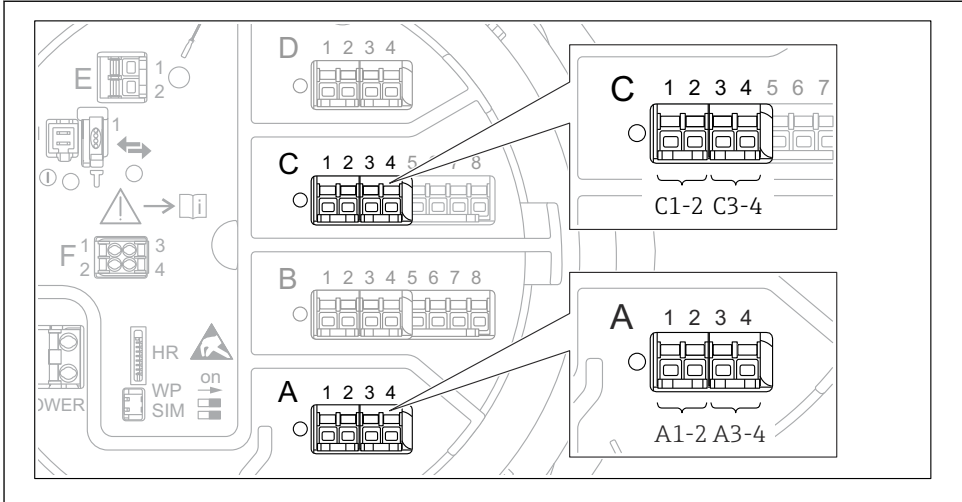 D 1 2 3 4
E 1
2
1
C 1 2 3 4 5 6 7 8
i
F 1 3
2 4
B 1 2 3 4 5 6 7 8
HR
on
WP
SIM
OWER
A 1 2 3 4
C 1 2 3 4 5 6 7
C1-2 C3-4
A 1 2 3 4
A1-2 A3-4